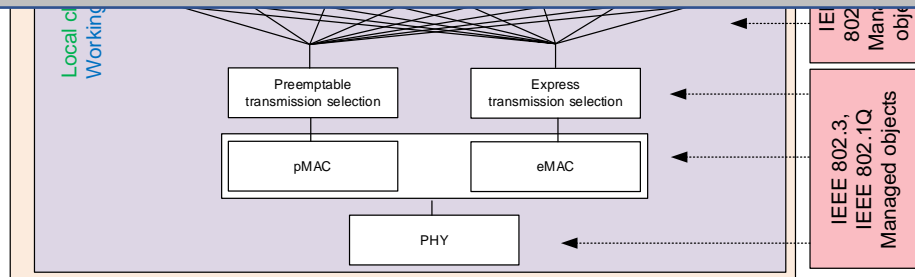 Local
Working
Preemptable
transmission selection
Express
transmission selection
pMAC
eMAC
PHY
802.
IEEE 802.3,
IEEE 802.1Q
Managed objects